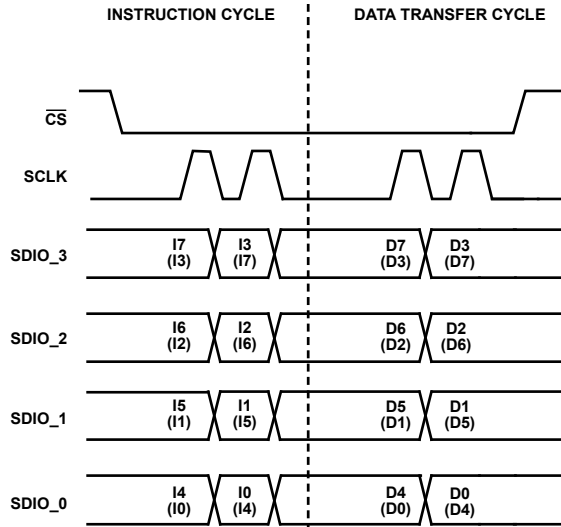 INSTRUCTION CYCLE DATA TRANSFER CYCLE
CS
SCLK
SDIO_3 I7 I3 D7 D3
(I3) (I7) (D3) (D7)
SDIO_2 I6 I2 D6 D2
(I2) (I6) (D2) (D6)
SDIO_1 I5 I1 D5 D1
(I1) (I5) (D1) (D5)
SDIO_0 I4 I0 D4 D0
(I0) (I4) (D0) (D4)